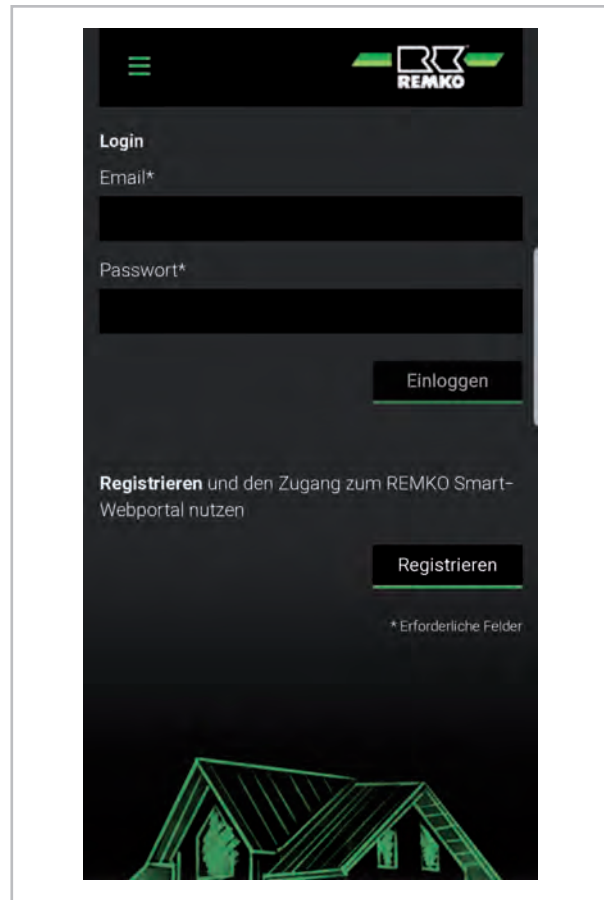 REMKO
Login
Email*
Passwort*
Einloggen
Registrieren und den Zugang zum REMKO Smart-
Webportal nutzen
Registrieren
* Erforderliche Felder